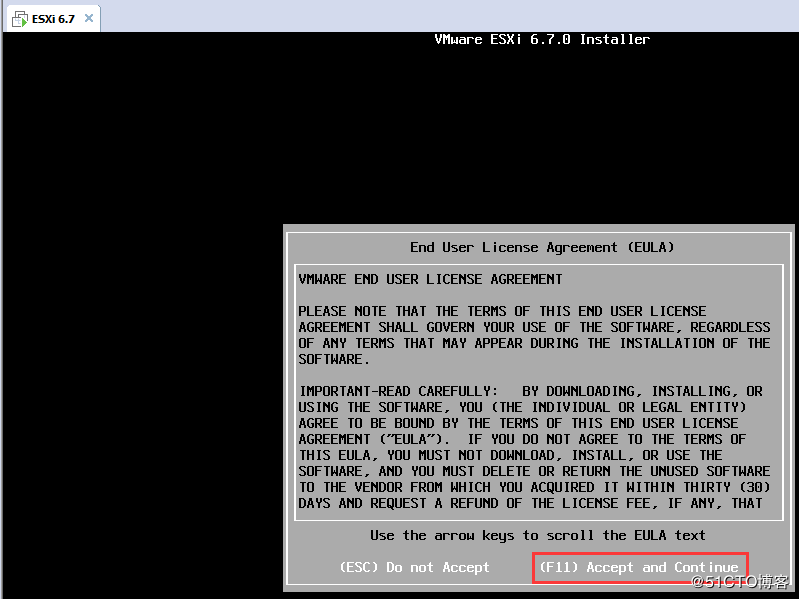 ESXi 6.7
VMware ESXi 6.7.0 Installer
End User License Agreement (EULA)
VMWARE END USER LICENSE AGREEMENT
PLEASE NOTE THAT THE TERMS OF THIS END USER LICENSE
AGREEMENT SHALL GOVERN YOUR USE OF THE SOFTWARE, REGARDLESS
OF ANY TERMS THAT MAY APPEAR DURING THE INSTALLATION OF THE
SOFTWARE.
IMPORTANT-READ CAREFULLY:   BY DOWNLOADING, INSTALLING, OR
USING THE SOFTWARE, YOU (THE INDIVIDUAL OR LEGAL ENTITY)
AGREE TO BE BOUND BY THE TERMS OF THIS END USER LICENSE
AGREEMENT ("EULA").  IF YOU DO NOT AGREE TO THE TERMS OF
THIS EULA, YOU MUST NOT DOWNLOAD, INSTALL, OR USE THE
SOFTWARE, AND YOU MUST DELETE OR RETURN THE UNUSED SOFTWARE
TO THE VENDOR FROM WHICH YOU ACQUIRED IT WITHIN THIRTY (30)
DAYS AND REQUEST A REFUND OF THE LICENSE FEE, IF ANY, THAT
Use the arrow keys to scroll the EULA text
(ESC) Do not Accept (F11) Accept and Continue
@51CTO博客